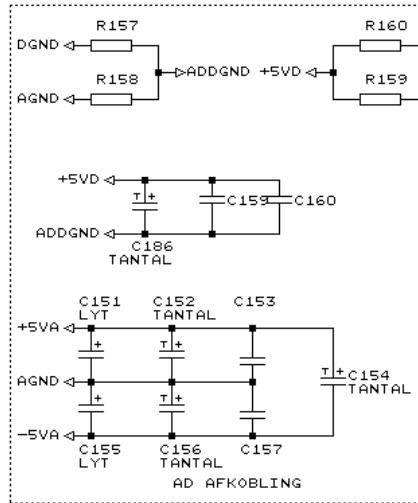 R157 R160
DGND ADDGND +5VD
R158 R159
AGND
+5VD
C159 C160
T +
ADDGND
C186
TANTAL
C151 C152 C153
LYT TANTAL
+5VA
+ T +
T + C154
AGND TANTAL
+ T +
-5VA
C155 C156 C157
LYT TANTAL
AD AFKOBLING